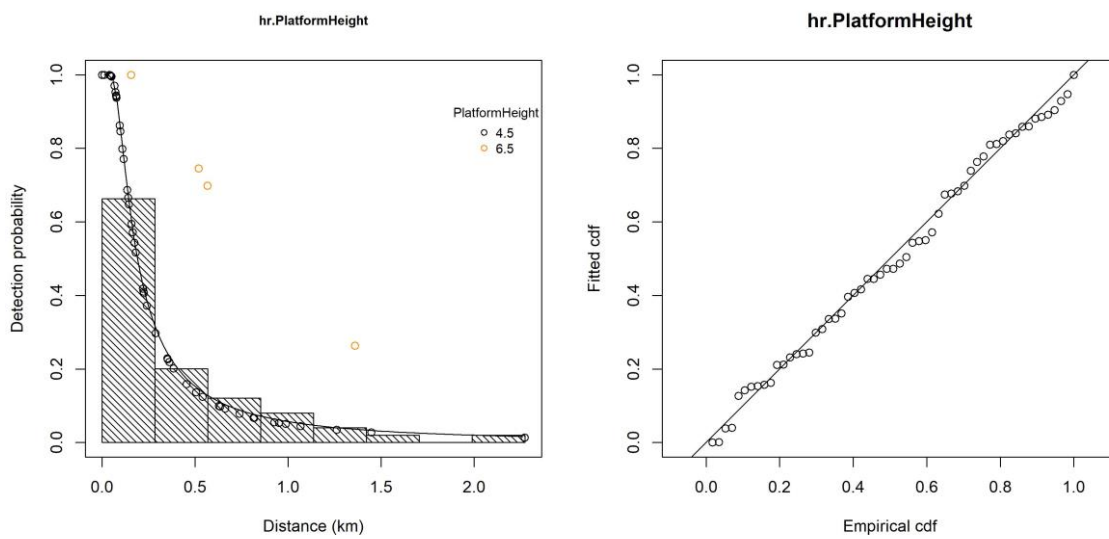 hr.PlatformHeight
Detection probability
1.0
0.8
0.6
0.4
0.2
0.0
PlatformHeight
4.5
6.5
0.0 0.5 1.0 1.5 2.0
Distance (km)
hr.PlatformHeight
Fitted cdf
1.0
0.8
0.6
0.4
0.2
0.0
0.0 0.2 0.4 0.6 0.8 1.0
Empirical cdf